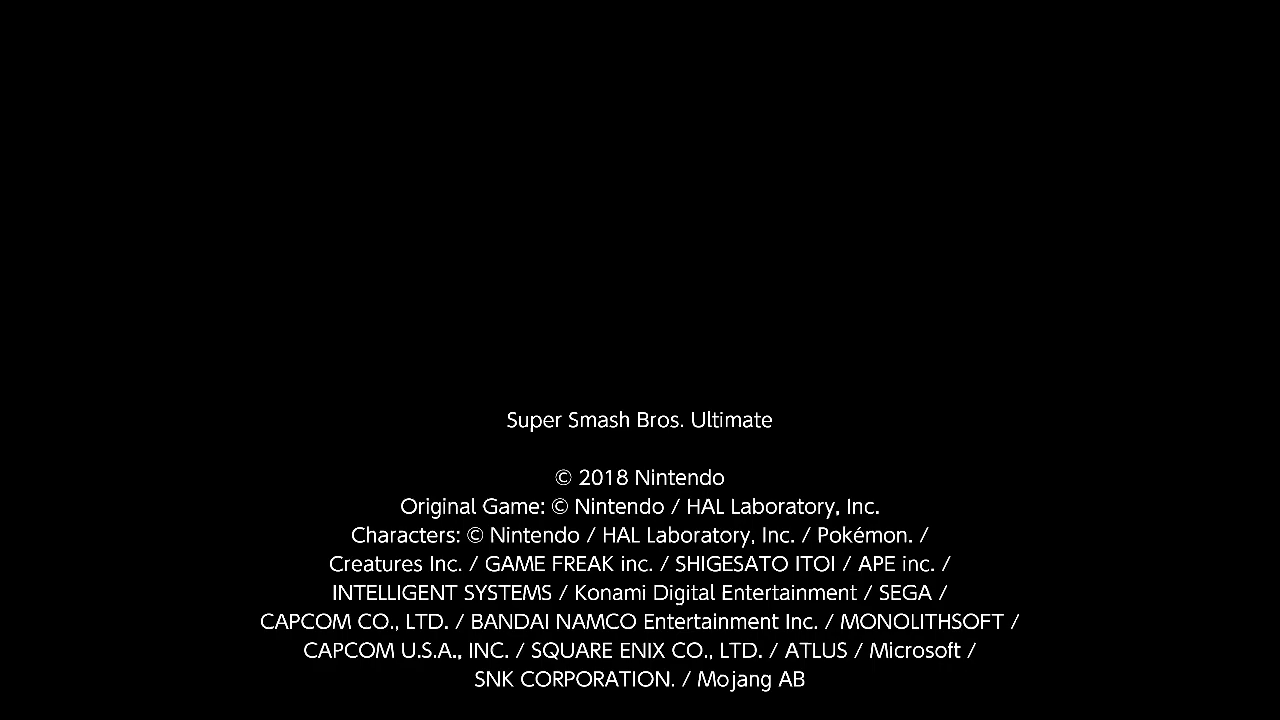 Super Smash Bros. Ultimate
© 2018 Nintendo
Original Game: © Nintendo / HAL Laboratory, Inc.
Characters: © Nintendo / HAL Laboratory, Inc. / Pokémon. /
Creatures Inc. / GAME FREAK inc. / SHIGESATO ITOI / APE inc. /
INTELLIGENT SYSTEMS / Konami Digital Entertainment / SEGA /
CAPCOM CO., LTD. / BANDAI NAMCO Entertainment Inc. / MONOLITHSOFT /
CAPCOM U.S.A., INC. / SQUARE ENIX CO., LTD. / ATLUS / Microsoft /
SNK CORPORATION. / Mojang AB